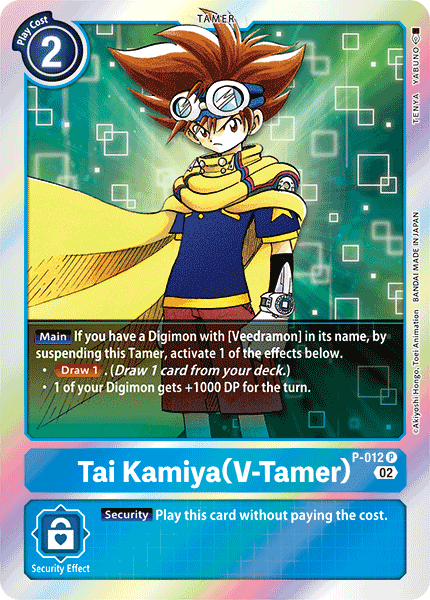 TAMER
Play Cost
2
TENYA YABUNO
Main If you have a Digimon with [Veedramon] in its name, by
suspending this Tamer, activate 1 of the effects below.
• Draw 1 . (Draw 1 card from your deck.)
• 1 of your Digimon gets +1000 DP for the turn.
©Akiyoshi Hongo, Toei Animation BANDAI MADE IN JAPAN
P-012 P
Tai Kamiya(V-Tamer)
02
Security Play this card without paying the cost.
Security Effect